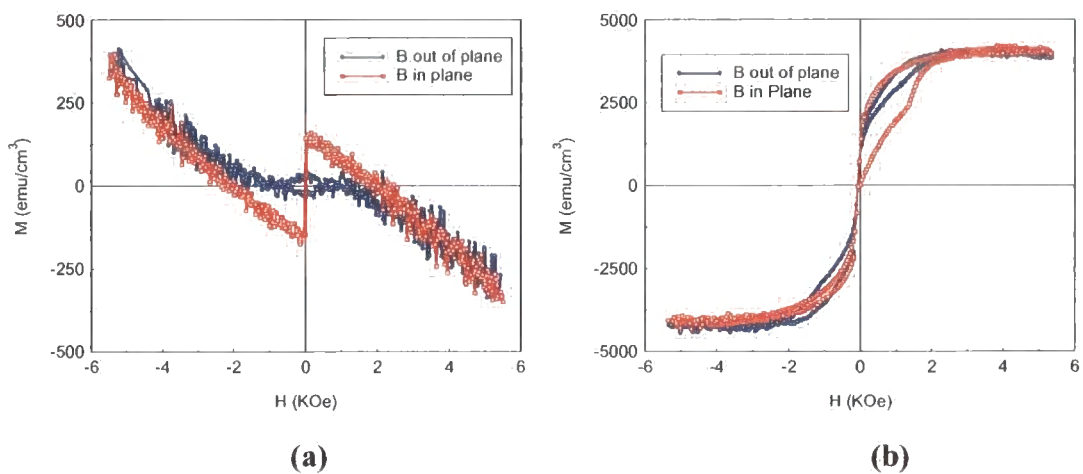 500
250
0
-250
-500
M (emu/cm³)
B out of plane
B in plane
-6 -4 -2 0 2 4 6
H (KOe)
(a)
5000
2500
0
-2500
-5000
M (emu/cm³)
B out of plane
B in Plane
-6 -4 -2 0 2 4 6
H (KOe)
(b)